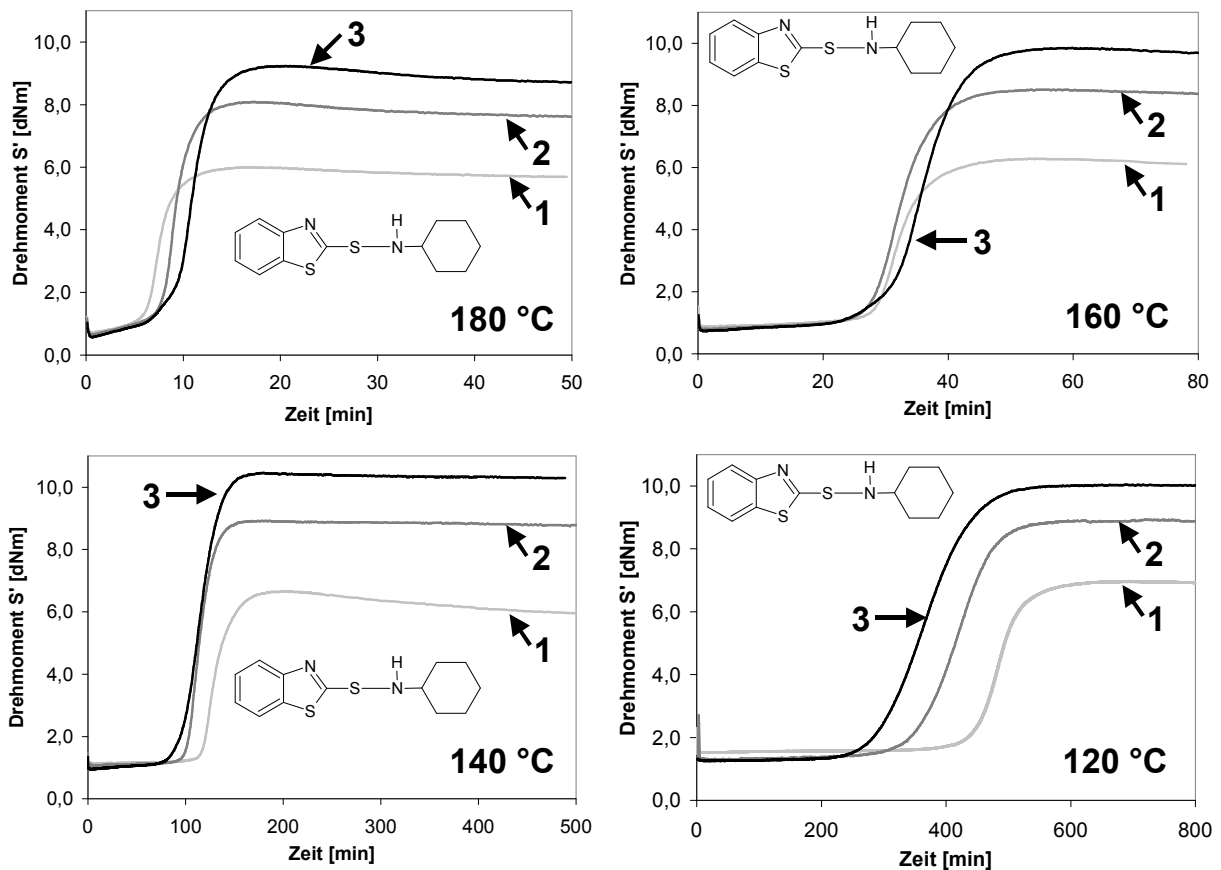 Drehmoment S' [dNm]
10,0
8,0
6,0
4,0
2,0
0,0
0 10 20 30 40 50
Zeit [min]
3
2
1
N
S
S
H
N
180 °C
Drehmoment S' [dNm]
10,0
8,0
6,0
4,0
2,0
0,0
0 20 40 60 80
Zeit [min]
N
S
S
H
N
2
1
3
160 °C
Drehmoment S' [dNm]
10,0
8,0
6,0
4,0
2,0
0,0
0 100 200 300 400 500
Zeit [min]
3
2
1
N
S
S
H
N
140 °C
Drehmoment S' [dNm]
10,0
8,0
6,0
4,0
2,0
0,0
0 200 400 600 800
Zeit [min]
N
S
S
H
N
2
1
3
120 °C